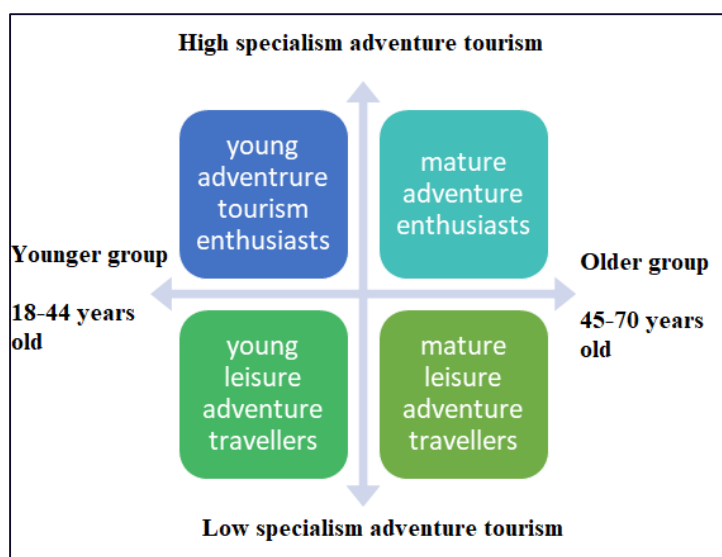 High specialism adventure tourism
young
adventrure
tourism
enthusiasts
mature
adventure
enthusiasts
Younger group
18-44 years
old
Older group
45-70 years
old
young
leisure
adventure
travellers
mature
leisure
adventure
travellers
Low specialism adventure tourism